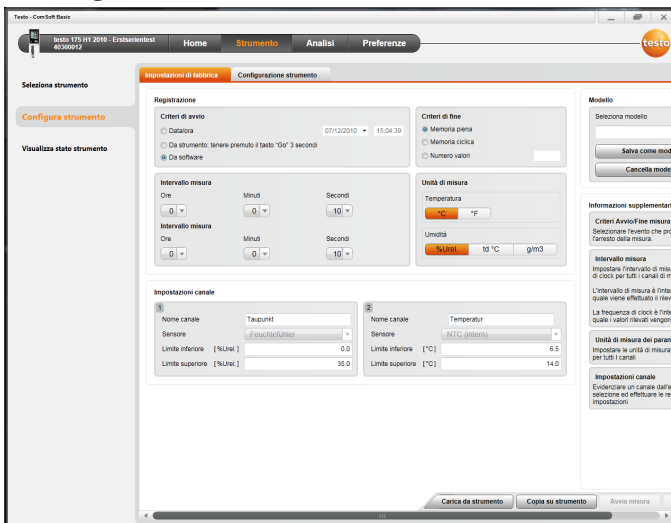 Testo - ComSoft Basic
testo 175 H1 2010 - Erstserientest
40300012
Home
Strumento
Analisi
Preferenze
testo
Seleziona strumento
Configura strumento
Visualizza stato strumento
Impostazioni di fabbrica
Configurazione strumento
Registrazione
Criteri di avvio
Data/ora
07/12/2010
15:04:39
Da strumento: tenere premuto il tasto "Go" 3 secondi
Da software
Criteri di fine
Memoria piena
Memoria ciclica
Numero valori
Intervallo misura
Ore Minuti Secondi
0 0 10
Intervallo misura
Ore Minuti Secondi
0 0 10
Unità di misura
Temperatura
°C °F
Umidità
%Urel. td °C g/m3
Impostazioni canale
1
Nome canale Taupunkt
Sensore Feuchtefühler
Limite inferiore [%Urel.] 0.0
Limite superiore [%Urel.] 35.0
2
Nome canale Temperatur
Sensore NTC (intern)
Limite inferiore [°C] 6.5
Limite superiore [°C] 14.0
Modello
Seleziona modello
Salva come mod
Cancella mode
Informazioni supplementari
Criteri Avvio/Fine misura
Selezionare l'evento che pro
l'arresto della misura.
Intervallo misura
Impostare l'intervallo di misu
di clock per tutti i canali di m
L'intervallo di misura è l'inter
quale viene effettuato il rilev
La frequenza di clock è l'inte
quale i valori rilevati vengon
Unità di misura dei param
Impostare le unità di misura
per tutti I canali
Impostazioni canale
Evidenziare un canale dall'e
selezione ed effettuare le re
impostazioni
Carica da strumento
Copia su strumento
Avvia misura